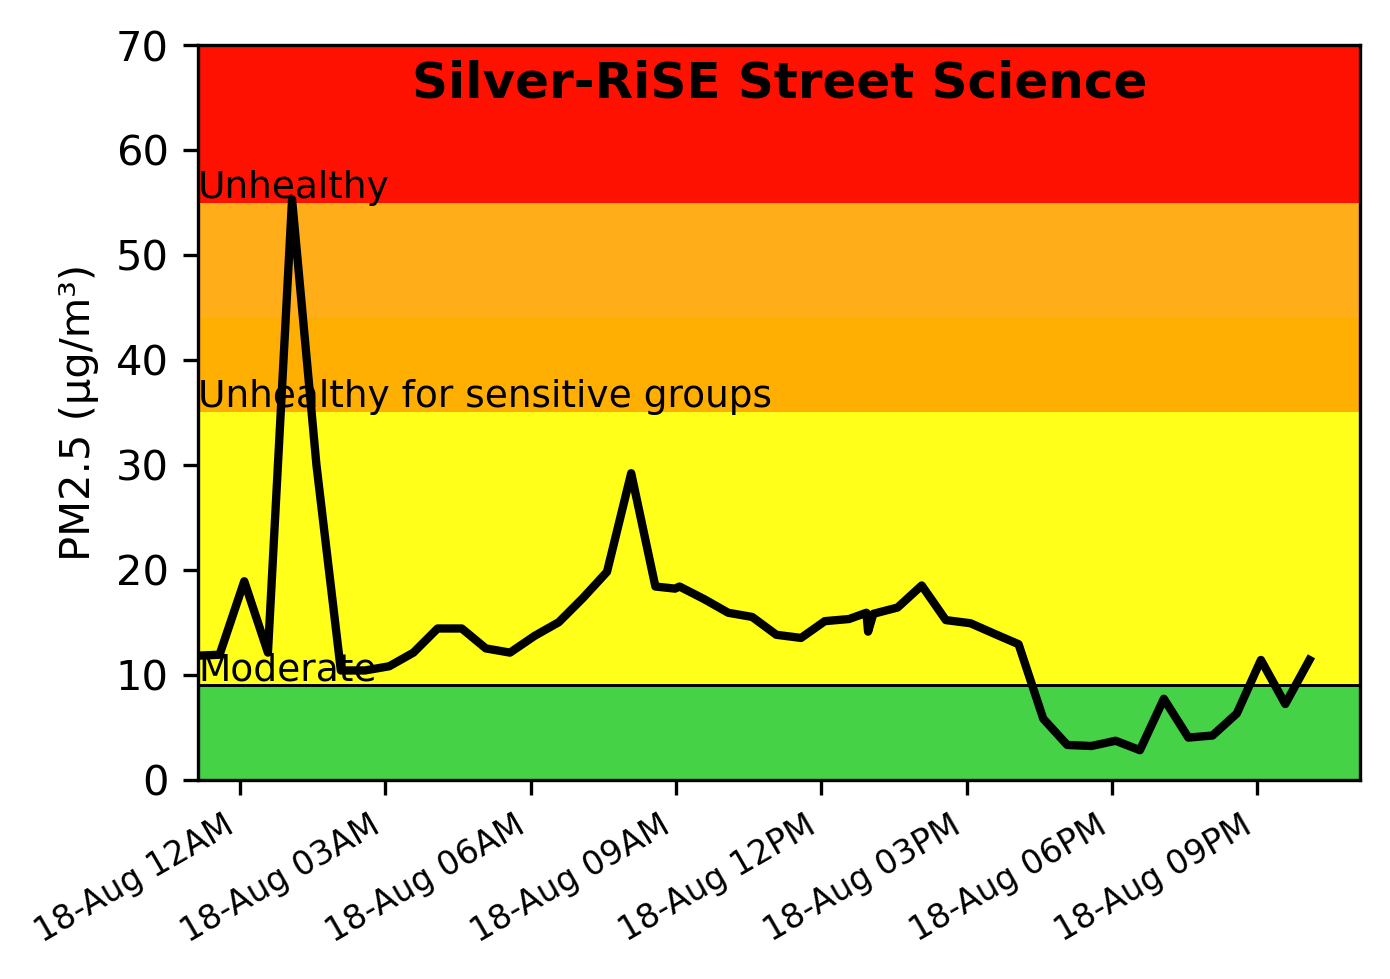 Silver-RiSE Street Science
70
60
50
40
30
20
10
0
PM2.5 (µg/m³)
Unhealthy
Unhealthy for sensitive groups
Moderate
18-Aug 12AM
18-Aug 03AM
18-Aug 06AM
18-Aug 09AM
18-Aug 12PM
18-Aug 03PM
18-Aug 06PM
18-Aug 09PM